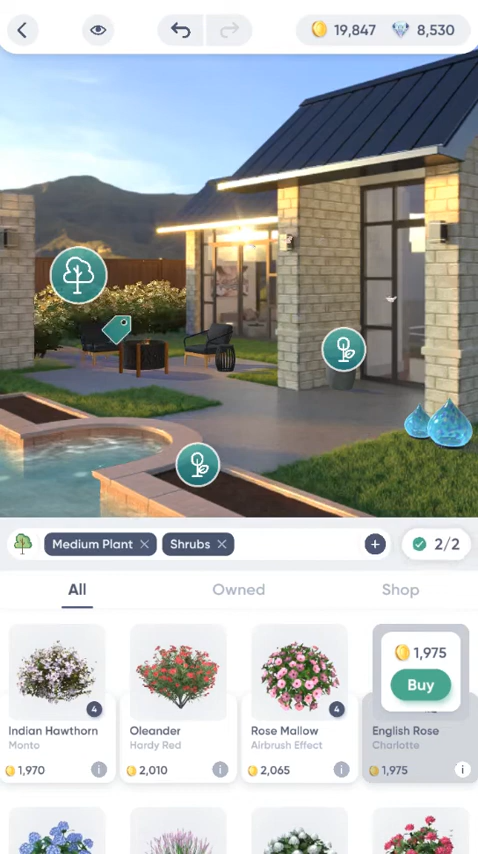 19,847
8,530
Medium Plant
Shrubs
2/2
All
Owned
Shop
1,975
Buy
4
4
Indian Hawthorn
Oleander
Rose Mallow
English Rose
Monto
Hardy Red
Airbrush Effect
Charlotte
1,970
i
2,010
i
2,065
i
1,975
i